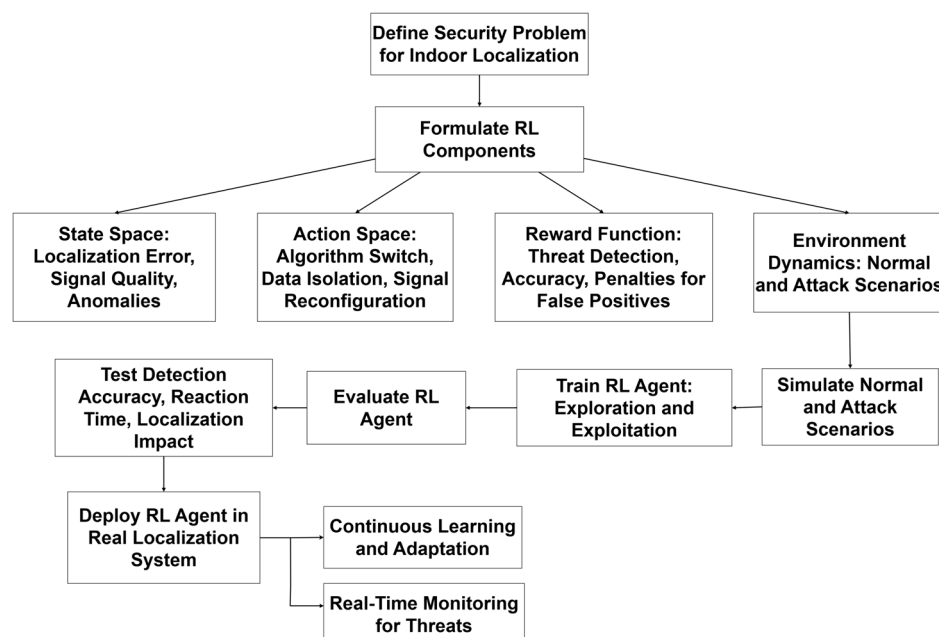 Define Security Problem
for Indoor Localization
Formulate RL
Components
State Space:
Localization Error,
Signal Quality,
Anomalies
Action Space:
Algorithm Switch,
Data Isolation, Signal
Reconfiguration
Reward Function:
Threat Detection,
Accuracy, Penalties for
False Positives
Environment
Dynamics: Normal
and Attack Scenarios
Test Detection
Accuracy, Reaction
Time, Localization
Impact
Evaluate RL
Agent
Train RL Agent:
Exploration and
Exploitation
Simulate Normal
and Attack
Scenarios
Deploy RL Agent in
Real Localization
System
Continuous Learning
and Adaptation
Real-Time Monitoring
for Threats